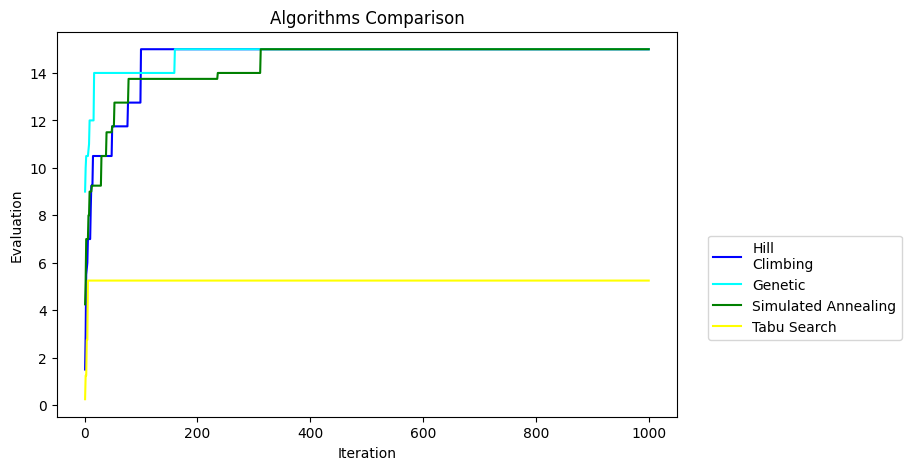 Algorithms Comparison
Evaluation
14
12
10
8
6
4
2
0
0 200 400 600 800 1000
Iteration
Hill
Climbing
Genetic
Simulated Annealing
Tabu Search